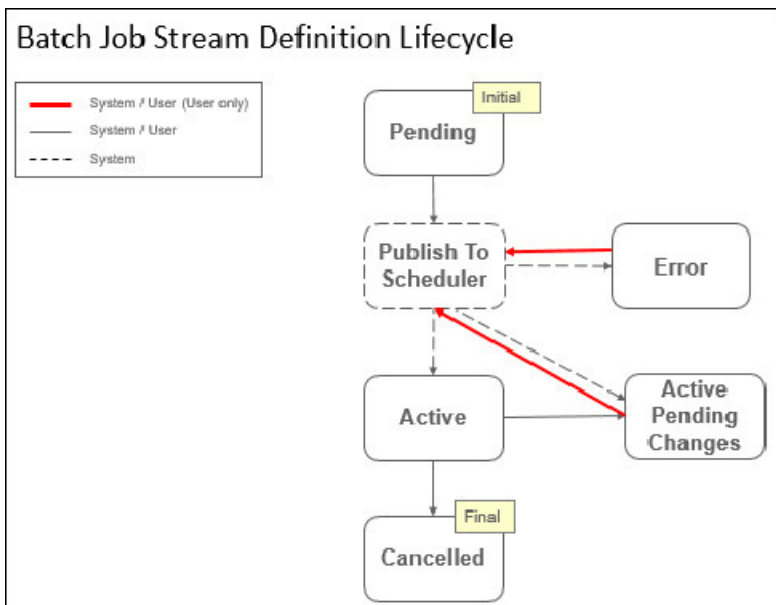 Batch Job Stream Definition Lifecycle
System / User (User only)
System / User
System
Initial
Pending
Publish To
Scheduler
Error
Active
Active
Pending
Changes
Final
Cancelled